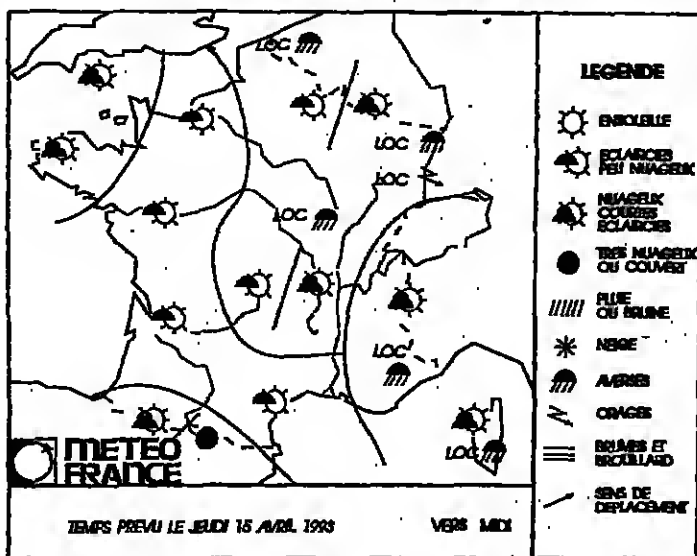 LOC
LOC
LOC
LOC
LOC
LOC
METEO
FRANCE
TEMPS PREVU LE JEUDI 15 AVRIL 1993 VERS MIDI
LEGENDE
ENSOLEILLE
ECLAIRCIES
PEU NUAGEUX
NUAGEUX
COURTES
ECLAIRCIES
TRES NUAGEUX
OU COUVERT
PLUIE
OU BRUINE
NEIGE
AVERSES
ORAGES
BRUMES ET
BROUILLARD
SENS DE
DEPLACEMENT